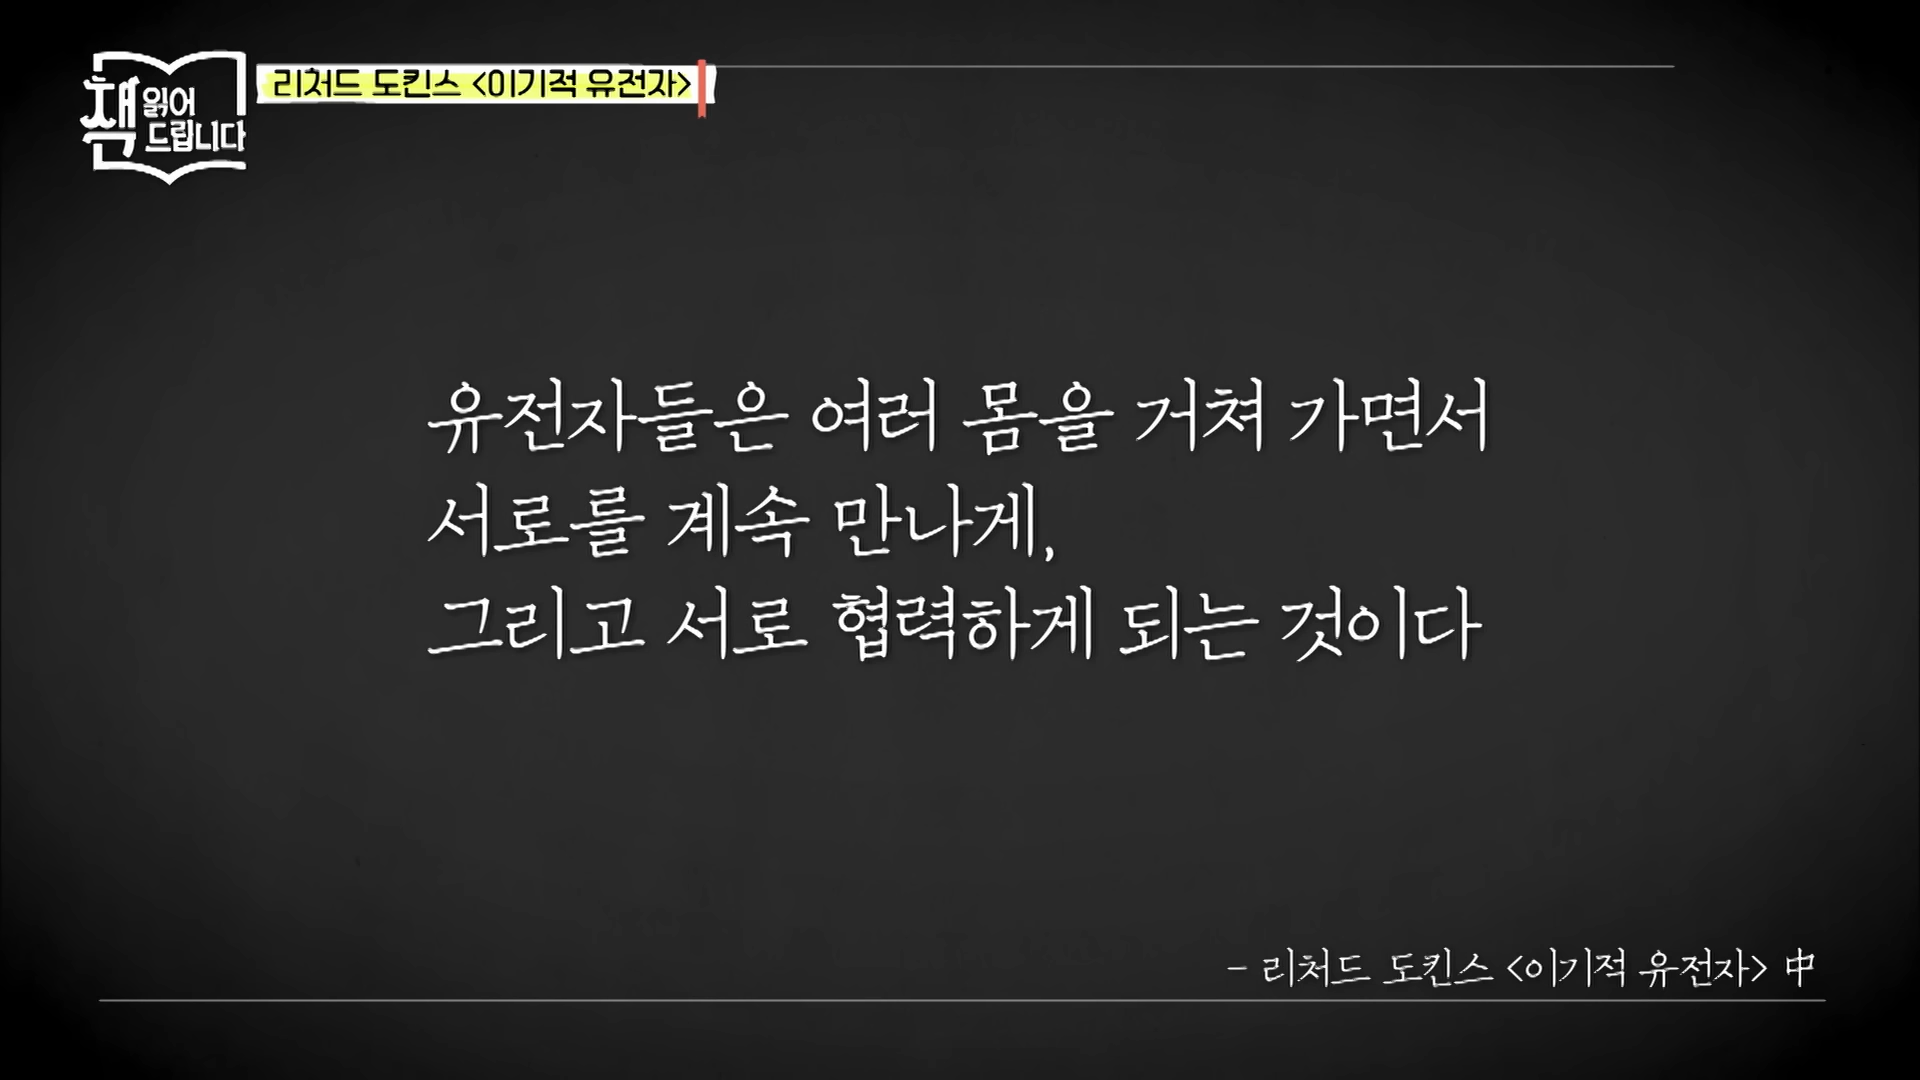 책 읽어
드립니다
리처드 도킨스 <이기적 유전자>
유전자들은 여러 몸을 거쳐 가면서
서로를 계속 만나게,
그리고 서로 협력하게 되는 것이다
- 리처드 도킨스 <이기적 유전자> 中